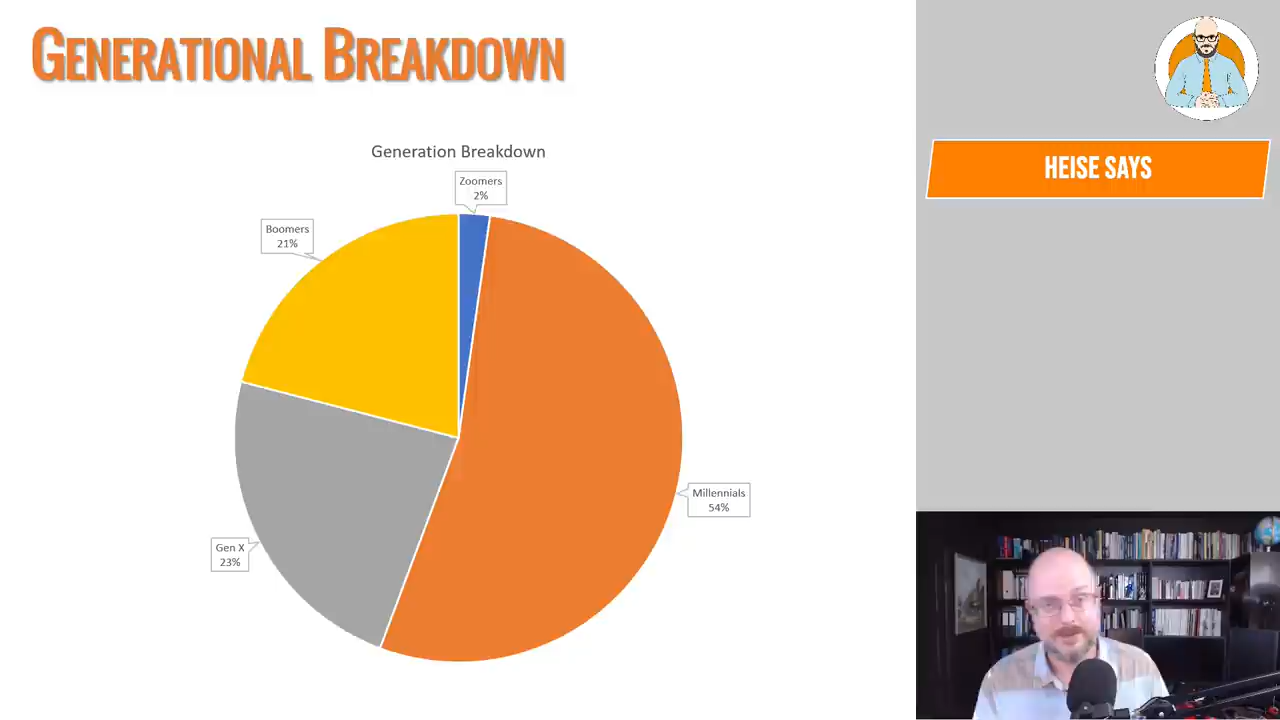 GENERATIONAL BREAKDOWN
HEISE SAYS
Generation Breakdown
Zoomers
2%
Boomers
21%
Millennials
54%
Gen X
23%